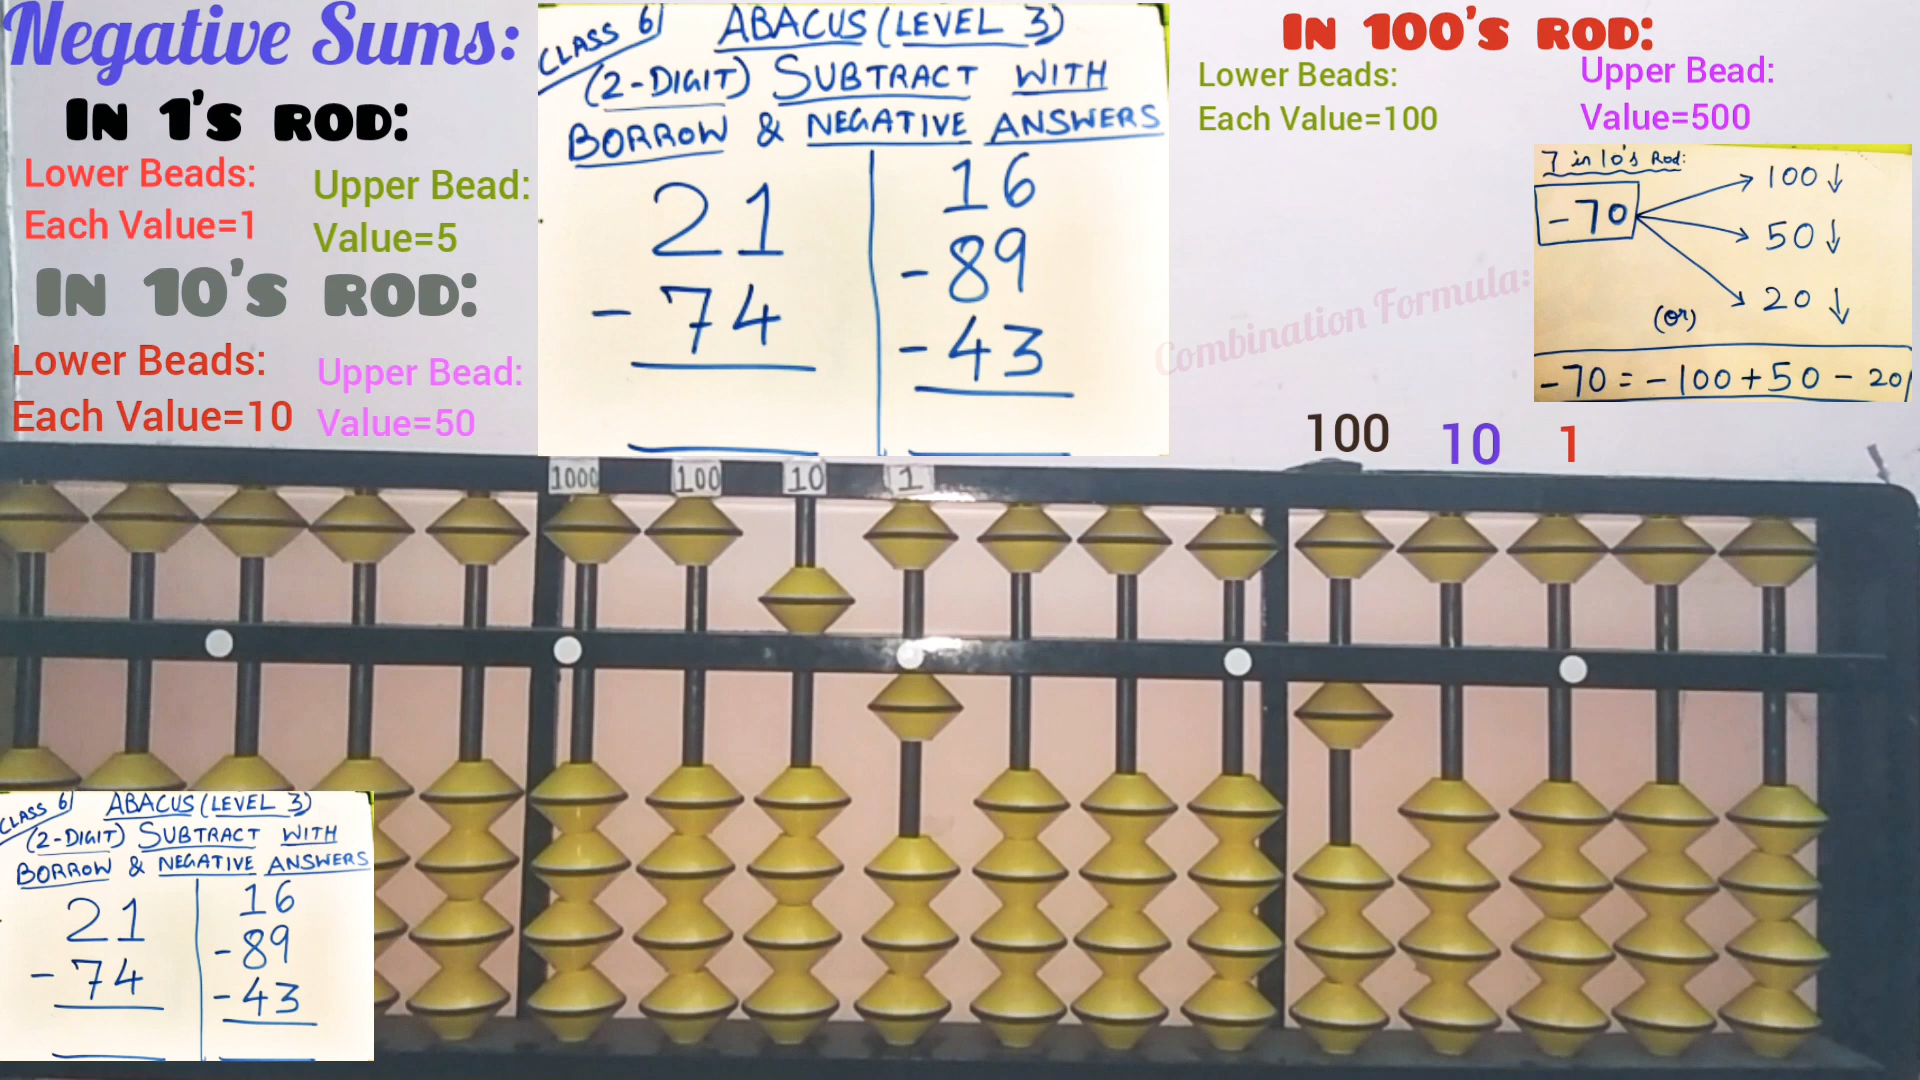 Negative Sums:
In 1's rod:
Lower Beads:
Each Value=1
Upper Bead:
Value=5
In 10's rod:
Lower Beads:
Each Value=10
Upper Bead:
Value=50
CLASS 6
ABACUS (LEVEL 3)
(2-DIGIT) SUBTRACT WITH
BORROW & NEGATIVE ANSWERS
21
- 74
16
- 89
- 43
In 100's rod:
Lower Beads:
Each Value=100
Upper Bead:
Value=500
Combination Formula:
7 in 10's Rod:
-70
100 ↓
50 ↓
20 ↓
(or)
-70 = -100 + 50 - 20
100 10 1
1000 100 10 1
CLASS 6
ABACUS (LEVEL 3)
(2-DIGIT) SUBTRACT WITH
BORROW & NEGATIVE ANSWERS
21
- 74
16
- 89
- 43